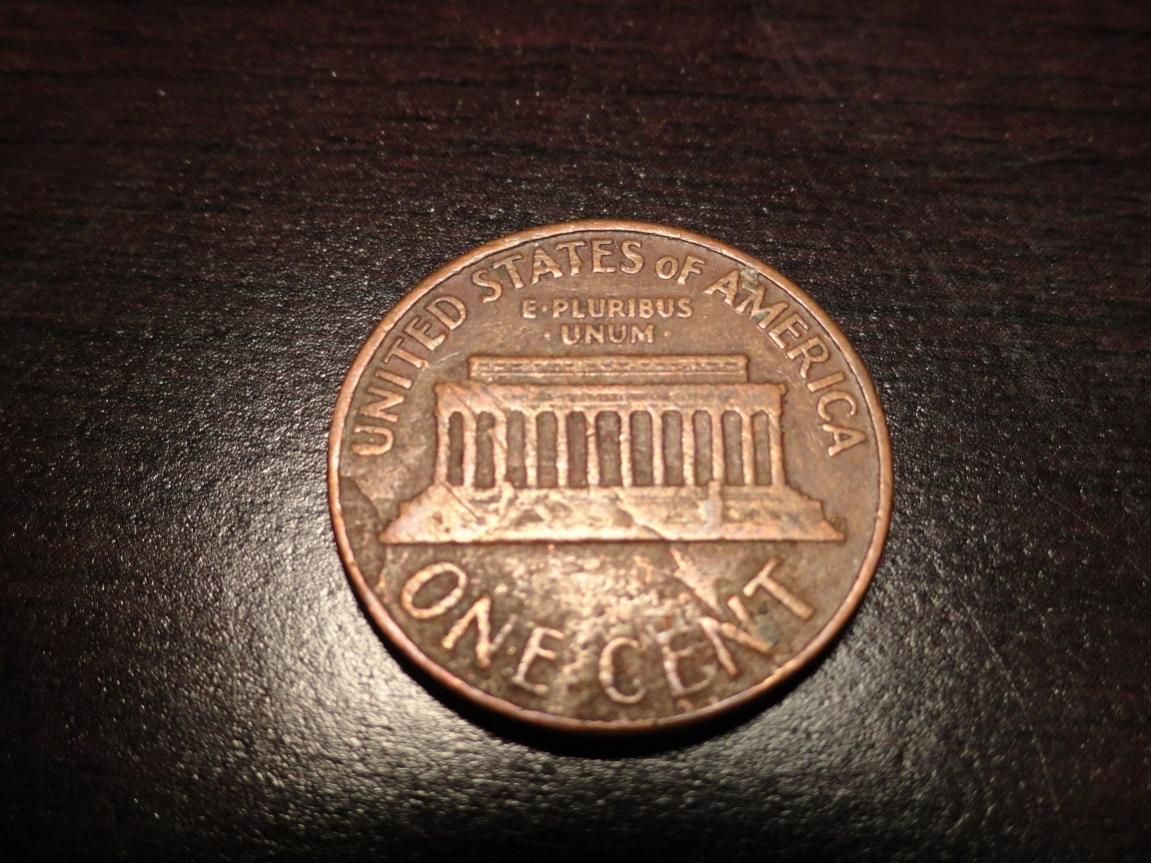 UNITED STATES OF AMERICA
E·PLURIBUS
·UNUM·
ONE CENT